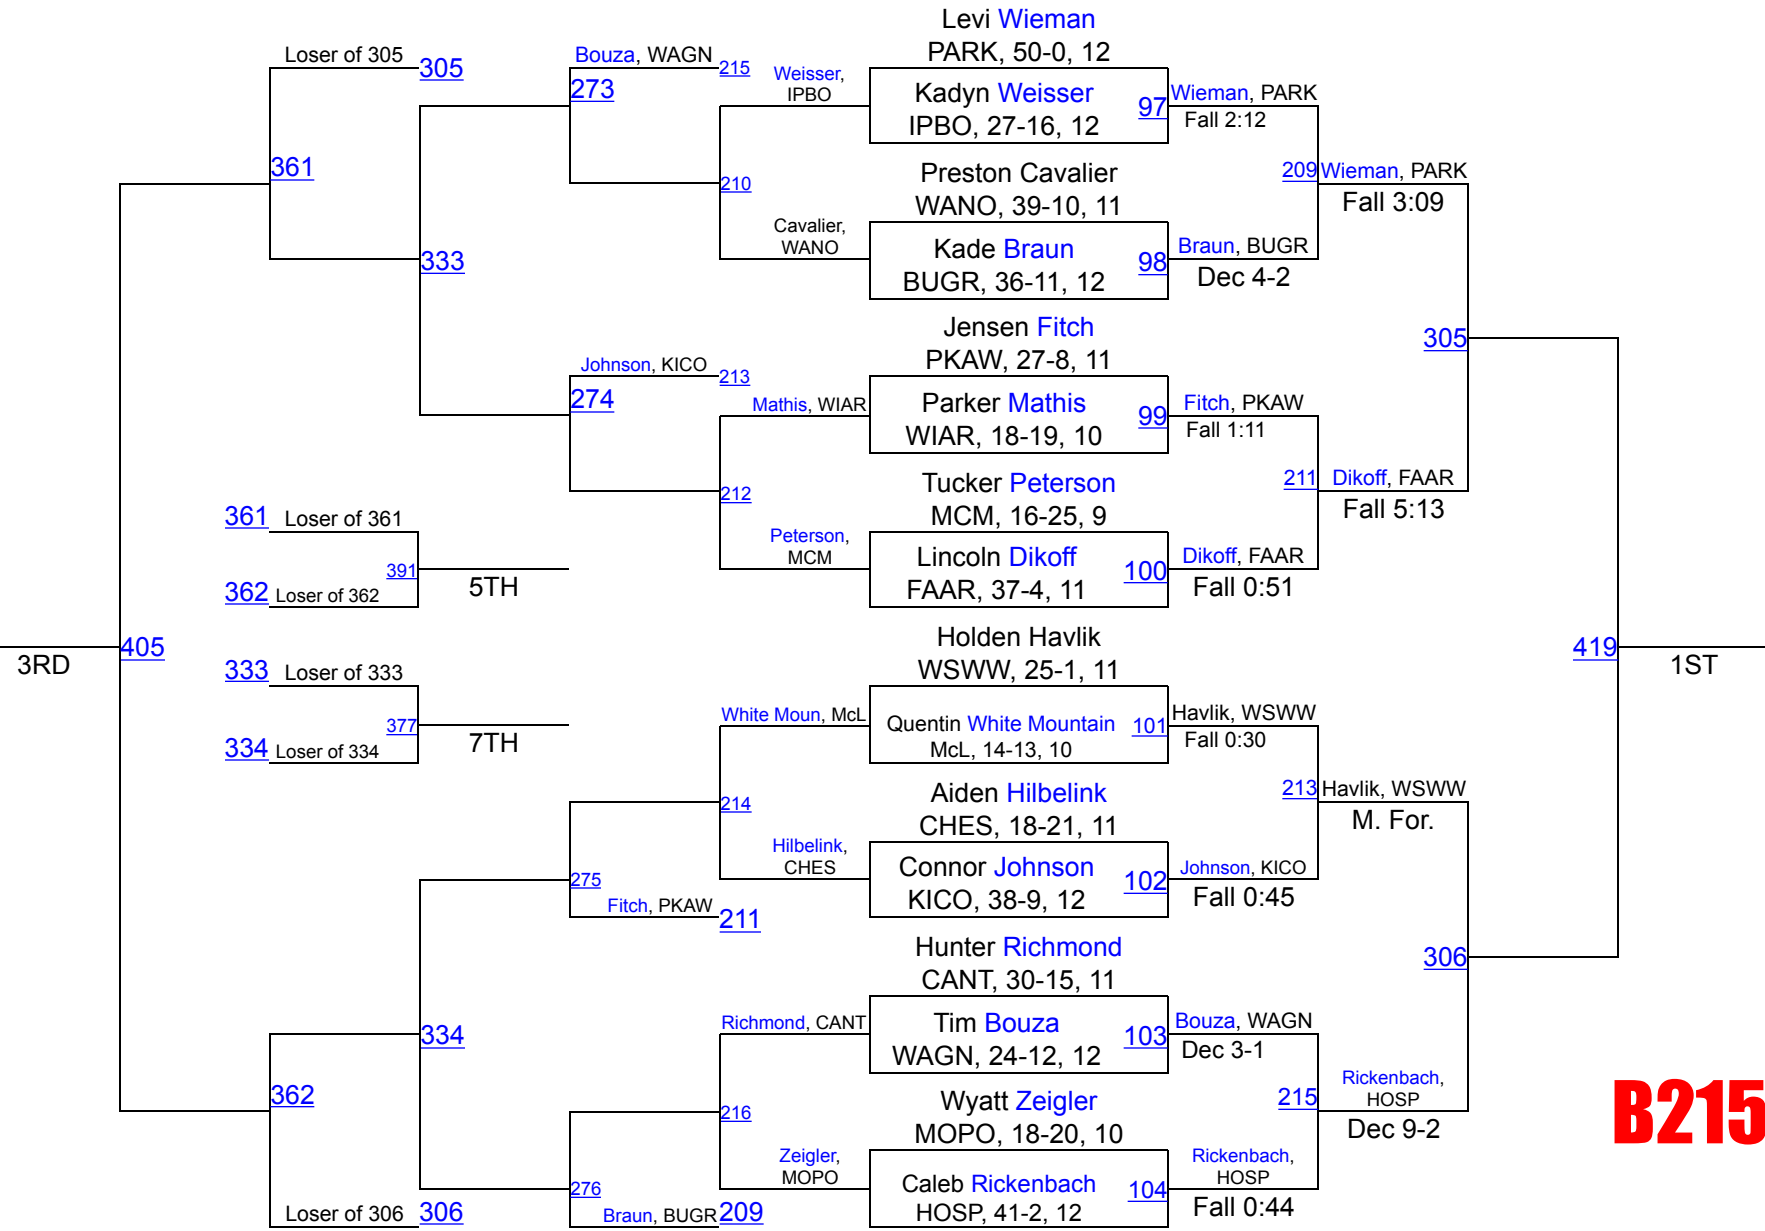 Levi Wieman
PARK, 50-0, 12
Loser of 305
305
Bouza, WAGN
215
273
Weisser,
IPBO
Kadyn Weisser
IPBO, 27-16, 12
97
Wieman, PARK
Fall 2:12
361
210
Preston Cavalier
WANO, 39-10, 11
209
Wieman, PARK
Fall 3:09
Cavalier,
WANO
333
Kade Braun
BUGR, 36-11, 12
98
Braun, BUGR
Dec 4-2
Jensen Fitch
PKAW, 27-8, 11
305
Johnson, KICO
213
274
Mathis, WIAR
Parker Mathis
WIAR, 18-19, 10
99
Fitch, PKAW
Fall 1:11
212
Tucker Peterson
MCM, 16-25, 9
211
Dikoff, FAAR
Fall 5:13
361
Loser of 361
391
5TH
362
Loser of 362
Peterson,
MCM
Lincoln Dikoff
FAAR, 37-4, 11
100
Dikoff, FAAR
Fall 0:51
3RD
405
Holden Havlik
WSWW, 25-1, 11
419
1ST
333
Loser of 333
377
7TH
334
Loser of 334
White Moun, McL
Quentin White Mountain
McL, 14-13, 10
101
Havlik, WSWW
Fall 0:30
214
Aiden Hilbelink
CHES, 18-21, 11
213
Havlik, WSWW
M. For.
Hilbelink,
CHES
Connor Johnson
KICO, 38-9, 12
102
Johnson, KICO
Fall 0:45
275
Fitch, PKAW
211
Hunter Richmond
CANT, 30-15, 11
306
334
Richmond, CANT
Tim Bouza
WAGN, 24-12, 12
103
Bouza, WAGN
Dec 3-1
362
216
Wyatt Zeigler
MOPO, 18-20, 10
215
Rickenbach,
HOSP
Dec 9-2
B215
Zeigler,
MOPO
Caleb Rickenbach
HOSP, 41-2, 12
104
Rickenbach,
HOSP
Fall 0:44
276
Loser of 306
306
Braun, BUGR
209